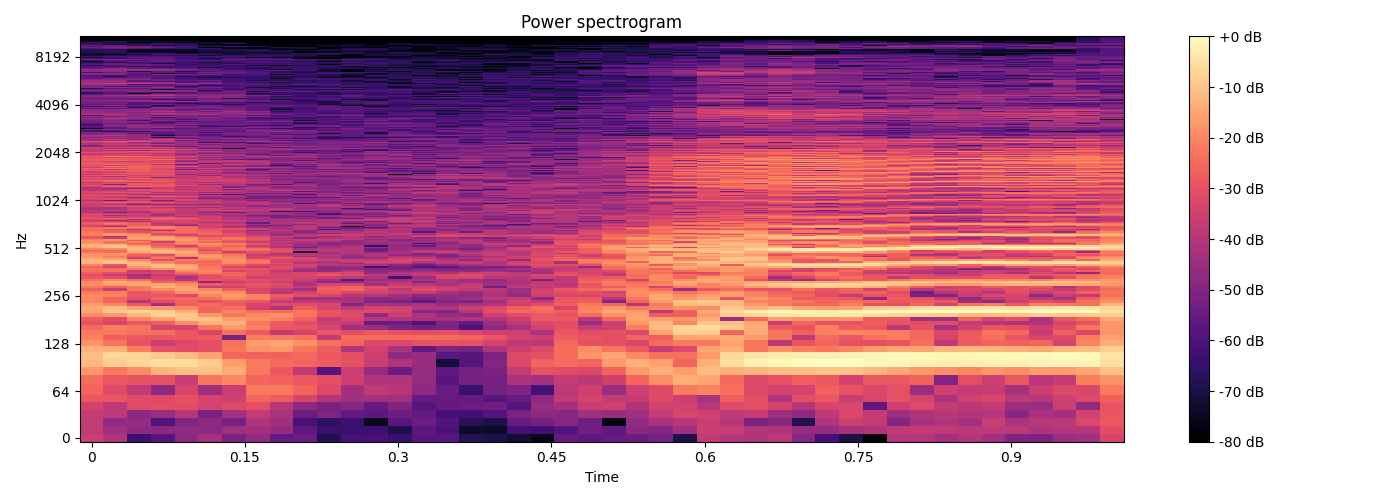 Power spectrogram
Hz
8192
4096
2048
1024
512
256
128
64
0
0 0.15 0.3 0.45 0.6 0.75 0.9
Time
+0 dB
-10 dB
-20 dB
-30 dB
-40 dB
-50 dB
-60 dB
-70 dB
-80 dB